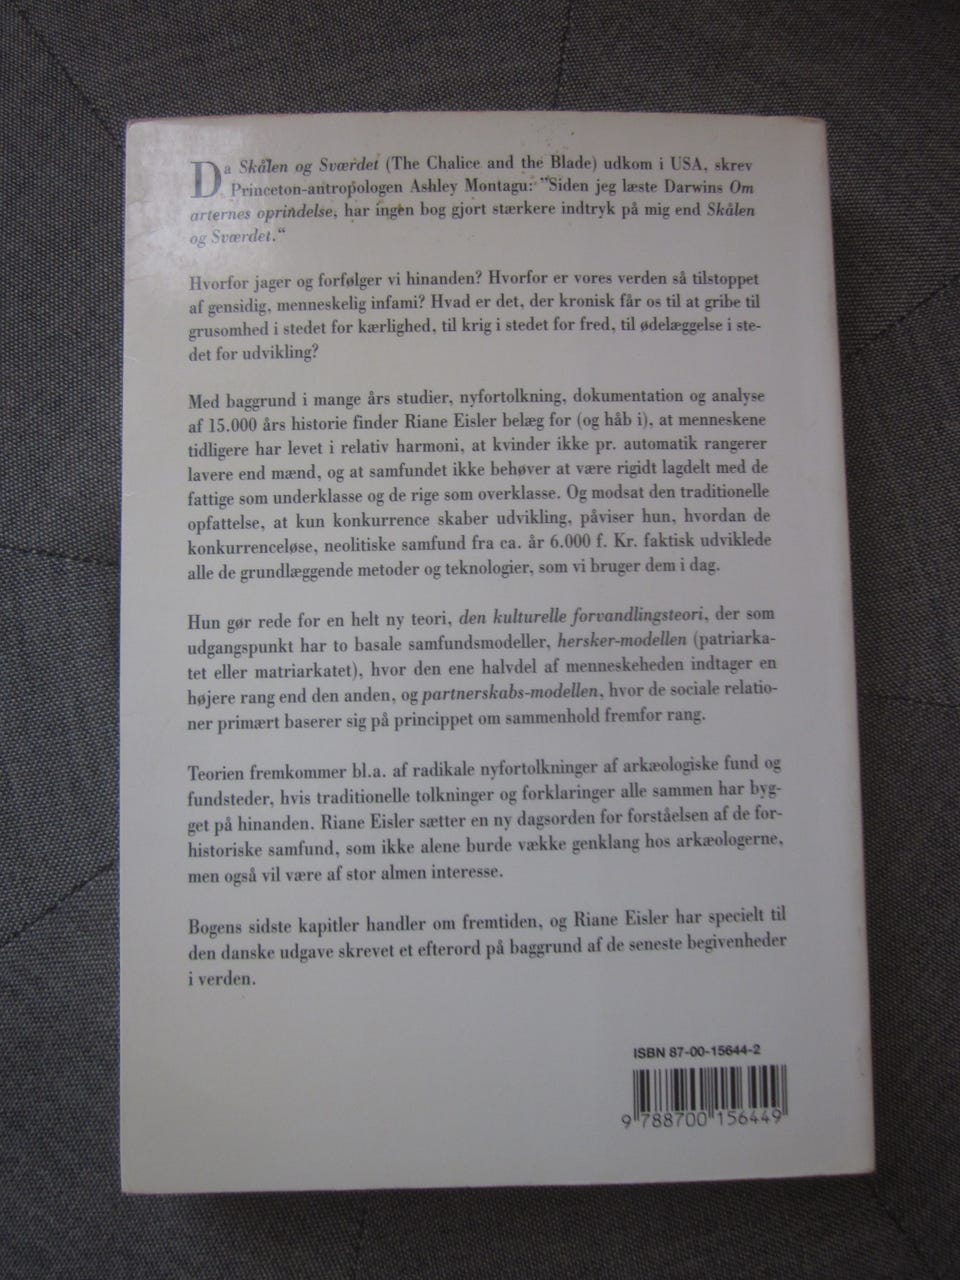 Da Skålen og Sværdet (The Chalice and the Blade) udkom i USA, skrev
Princeton-antropologen Ashley Montagu: "Siden jeg læste Darwins Om
arternes oprindelse, har ingen bog gjort stærkere indtryk på mig end Skålen
og Sværdet."
Hvorfor jager og forfølger vi hinanden? Hvorfor er vores verden så tilstoppet
af gensidig, menneskelig infami? Hvad er det, der kronisk får os til at gribe til
grusomhed i stedet for kærlighed, til krig i stedet for fred, til ødelæggelse i ste-
det for udvikling?
Med baggrund i mange års studier, nyfortolkning, dokumentation og analyse
af 15.000 års historie finder Riane Eisler belæg for (og håb i), at menneskene
tidligere har levet i relativ harmoni, at kvinder ikke pr. automatik rangerer
lavere end mænd, og at samfundet ikke behøver at være rigidt lagdelt med de
fattige som underklasse og de rige som overklasse. Og modsat den traditionelle
opfattelse, at kun konkurrence skaber udvikling, påviser hun, hvordan de
konkurrenceløse, neolitiske samfund fra ca. år 6.000 f. Kr. faktisk udviklede
alle de grundlæggende metoder og teknologier, som vi bruger dem i dag.
Hun gør rede for en helt ny teori, den kulturelle forvandlingsteori, der som
udgangspunkt har to basale samfundsmodeller, hersker-modellen (patriarka-
tet eller matriarkatet), hvor den ene halvdel af menneskeheden indtager en
højere rang end den anden, og partnerskabs-modellen, hvor de sociale relatio-
ner primært baserer sig på princippet om sammenhold fremfor rang.
Teorien fremkommer bl.a. af radikale nyfortolkninger af arkæologiske fund og
fundsteder, hvis traditionelle tolkninger og forklaringer alle sammen har byg-
get på hinanden. Riane Eisler sætter en ny dagsorden for forståelsen af de for-
historiske samfund, som ikke alene burde vække genklang hos arkæologerne,
men også vil være af stor almen interesse.
Bogens sidste kapitler handler om fremtiden, og Riane Eisler har specielt til
den danske udgave skrevet et efterord på baggrund af de seneste begivenheder
i verden.
ISBN 87-00-15644-2
9 788700 156449